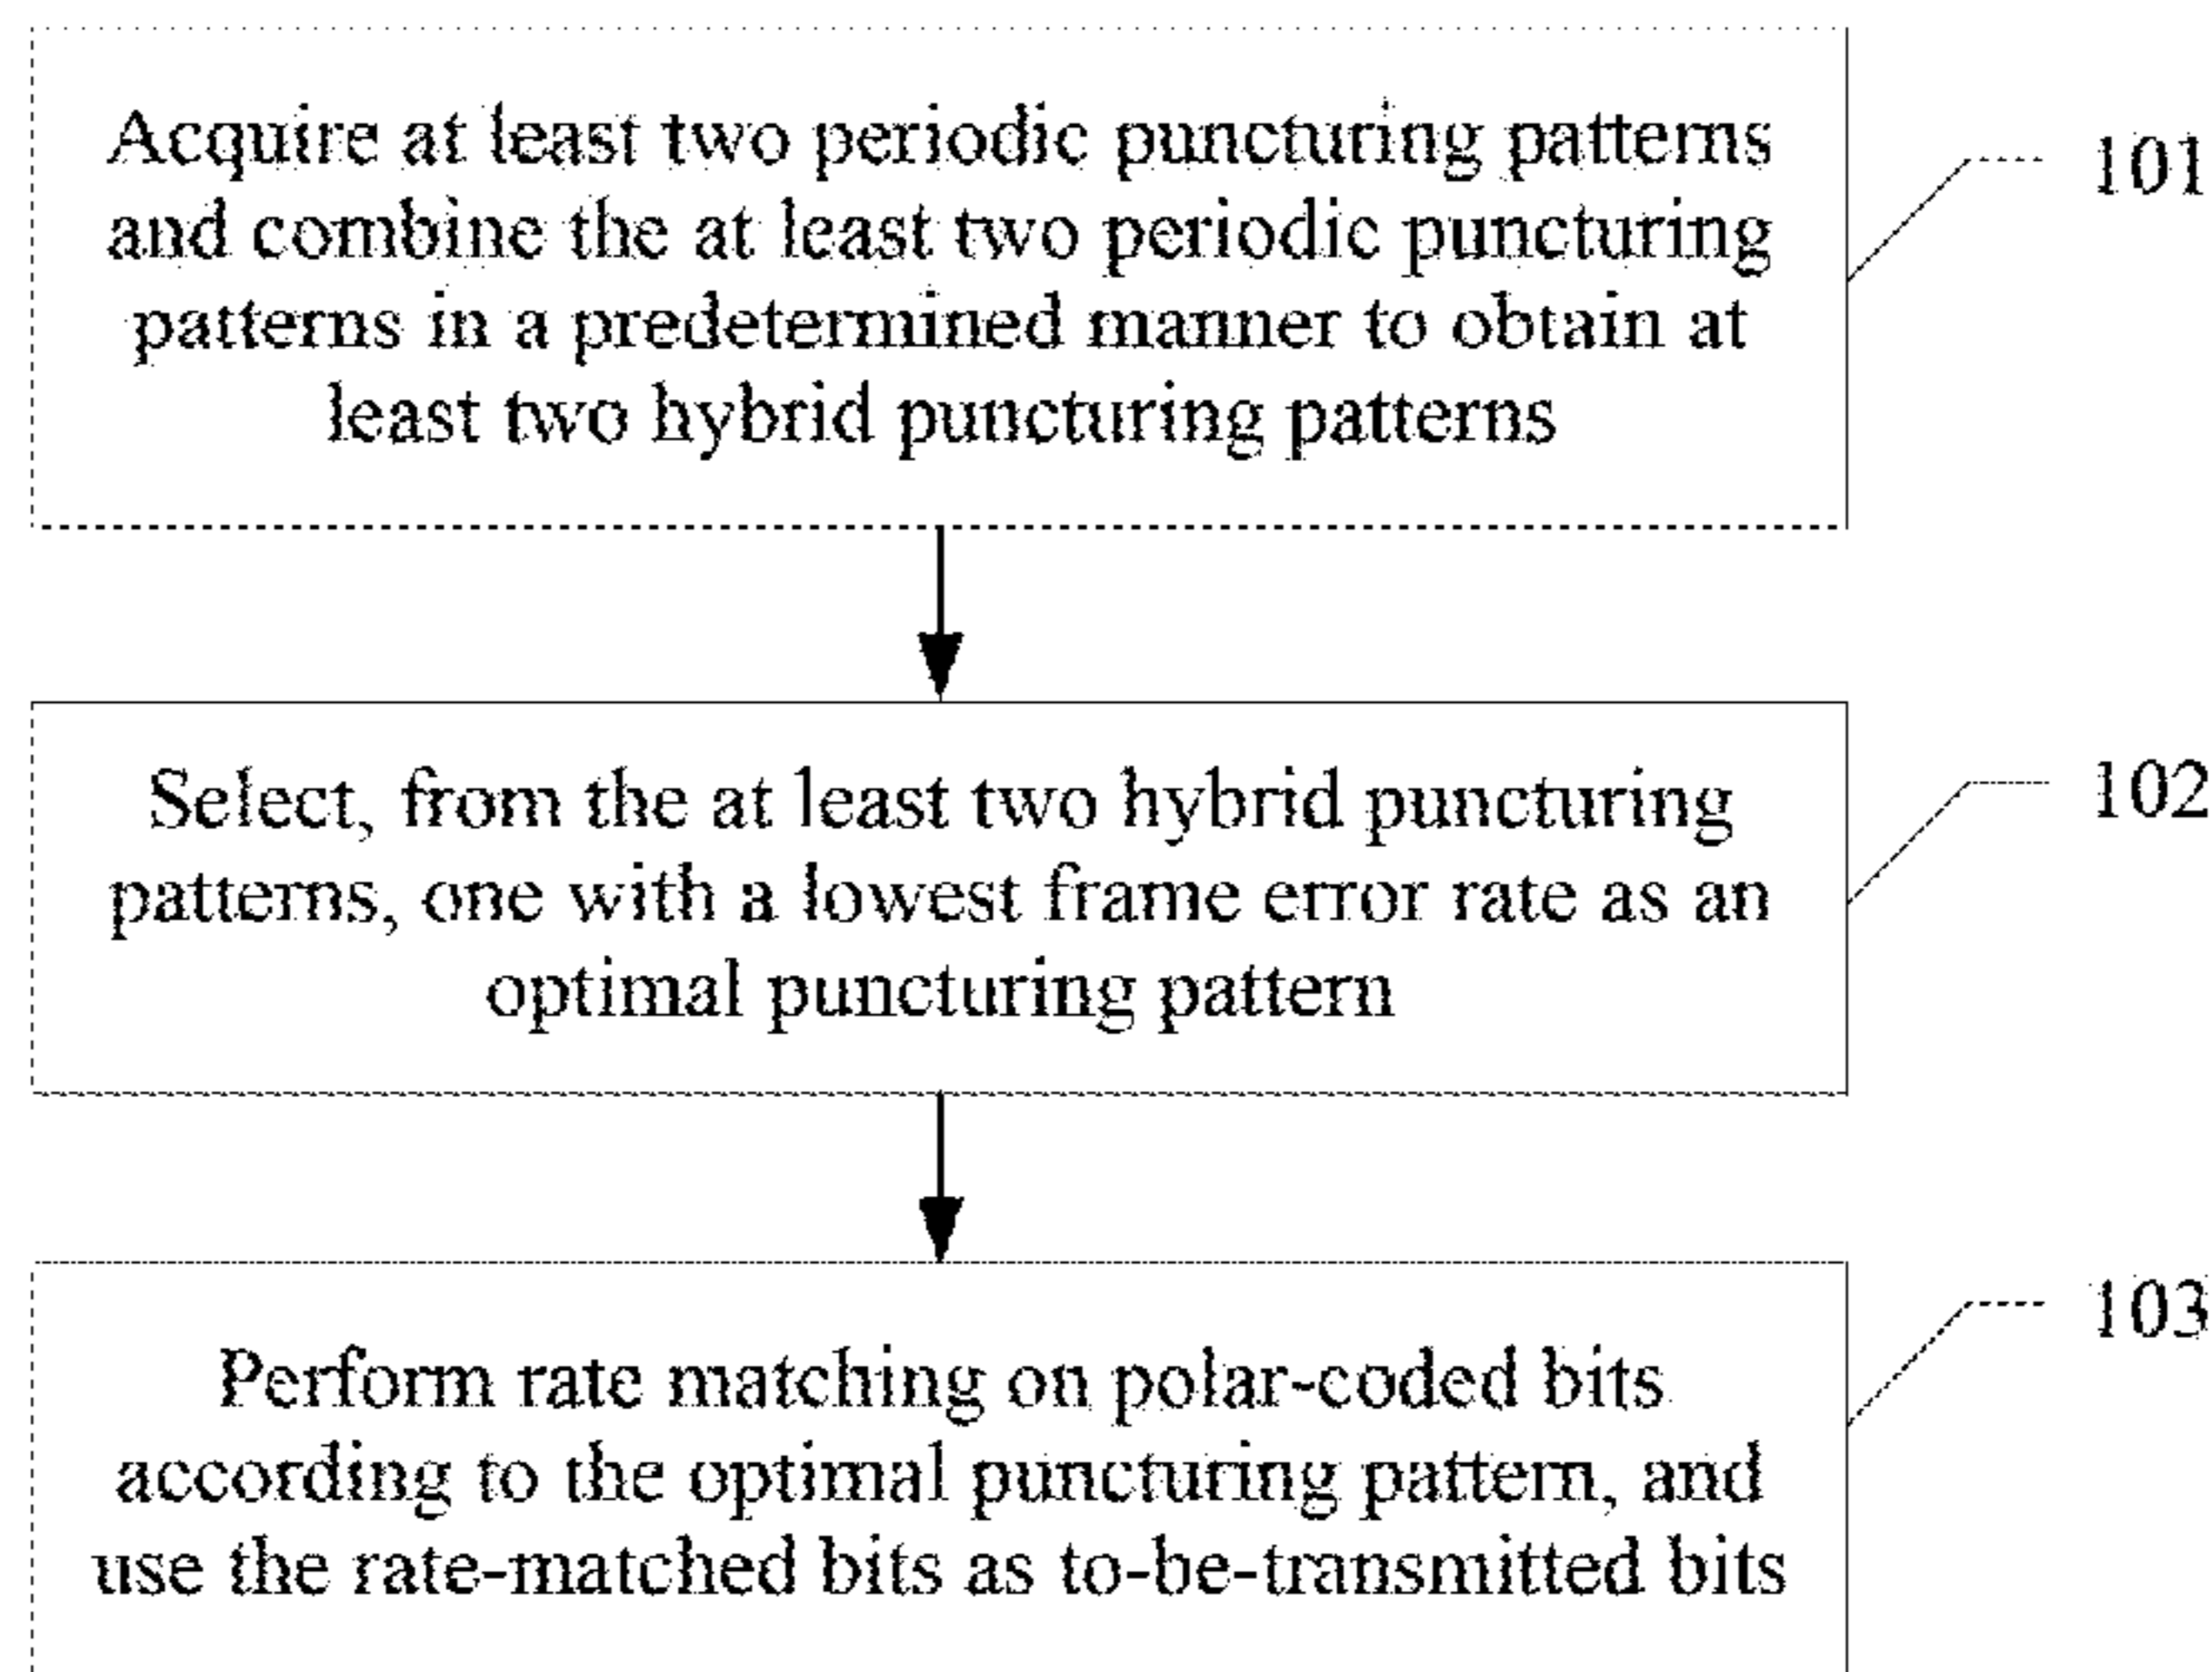 Acquire at least two periodic puncturing patterns
and combine the at least two periodic puncturing
patterns in a predetermined manner to obtain at
least two hybrid puncturing patterns
101
Select, from the at least two hybrid puncturing
patterns, one with a lowest frame error rate as an
optimal puncturing pattern
102
Perform rate matching on polar-coded bits
according to the optimal puncturing pattern, and
use the rate-matched bits as to-be-transmitted bits
103